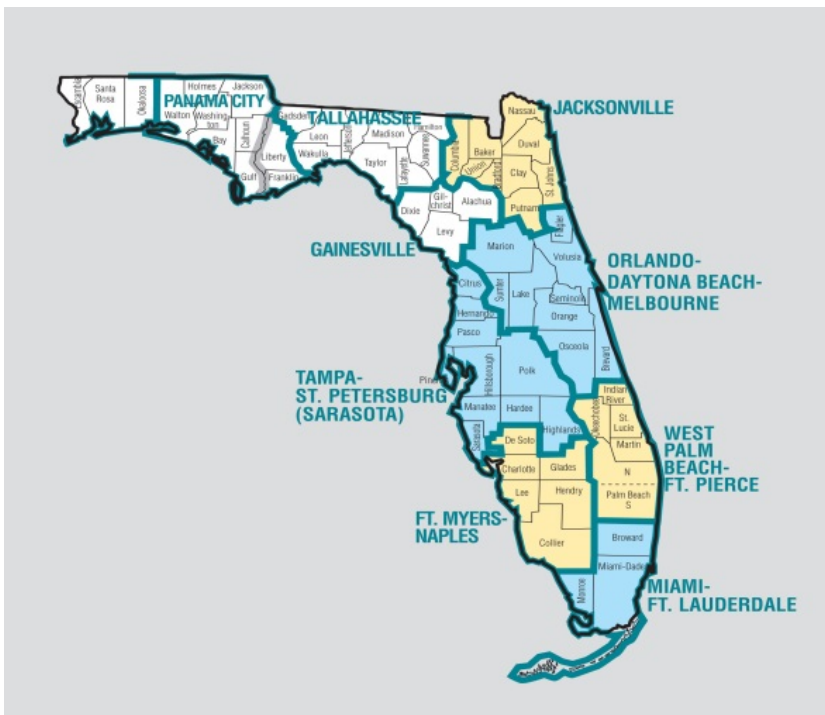 Escambia
Santa
Rosa
Okaloosa
Holmes
Jackson
PANAMA CITY
Walton
Washing-
ton
Bay
Calhoun
Gulf
Liberty
Franklin
Gadsden
TALLAHASSEE
Leon
Wakulla
Jefferson
Madison
Hamilton
Taylor
Lafayette
Suwannee
Columbia
Baker
Union
Bradford
Nassau
JACKSONVILLE
Duval
Clay
St. Johns
Putnam
Dixie
Gil-
christ
Alachua
Levy
GAINESVILLE
Flagler
Marion
Volusia
ORLANDO-
DAYTONA BEACH-
MELBOURNE
Citrus
Sumter
Lake
Seminole
Orange
Hernando
Pasco
Osceola
Brevard
Hillsborough
Polk
Pine
TAMPA-
ST. PETERSBURG
(SARASOTA)
Manatee
Hardee
Highlands
Sarasota
Indian
River
Okeechobee
St.
Lucie
Martin
N
Palm Beach
S
WEST
PALM
BEACH-
FT. PIERCE
De Soto
Charlotte
Glades
Lee
Hendry
Collier
FT. MYERS-
NAPLES
Broward
Miami-Dade
Monroe
MIAMI-
FT. LAUDERDALE